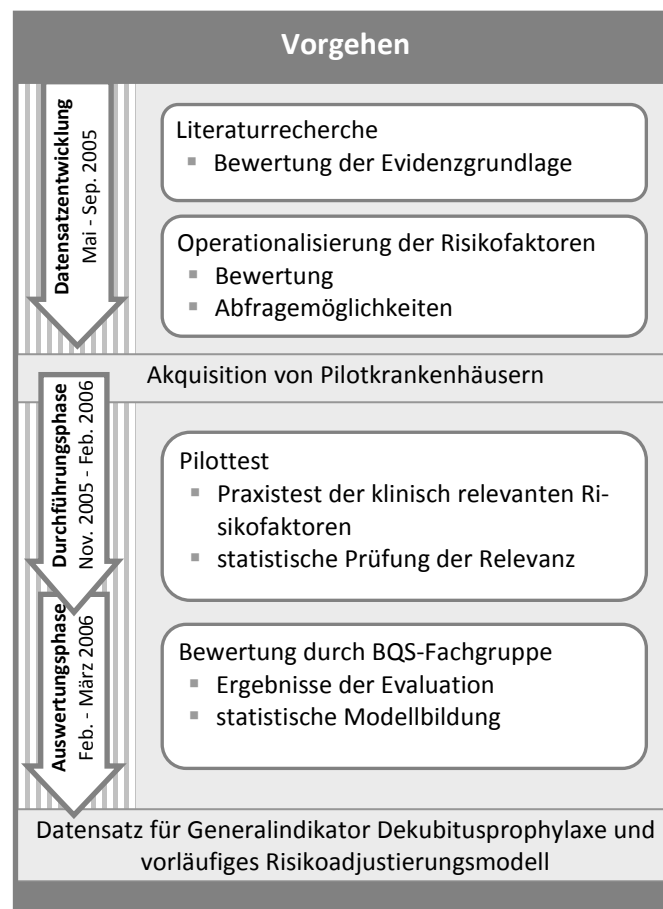 Vorgehen
Datensatzentwicklung
Mai - Sep. 2005
Literaturrecherche
▪ Bewertung der Evidenzgrundlage
Operationalisierung der Risikofaktoren
▪ Bewertung
▪ Abfragemöglichkeiten
Akquisition von Pilotkrankenhäusern
Durchführungsphase
Nov. 2005 - Feb. 2006
Pilottest
▪ Praxistest der klinisch relevanten Ri-
sikofaktoren
▪ statistische Prüfung der Relevanz
Auswertungsphase
Feb. - März 2006
Bewertung durch BQS-Fachgruppe
▪ Ergebnisse der Evaluation
▪ statistische Modellbildung
Datensatz für Generalindikator Dekubitusprophylaxe und
vorläufiges Risikoadjustierungsmodell